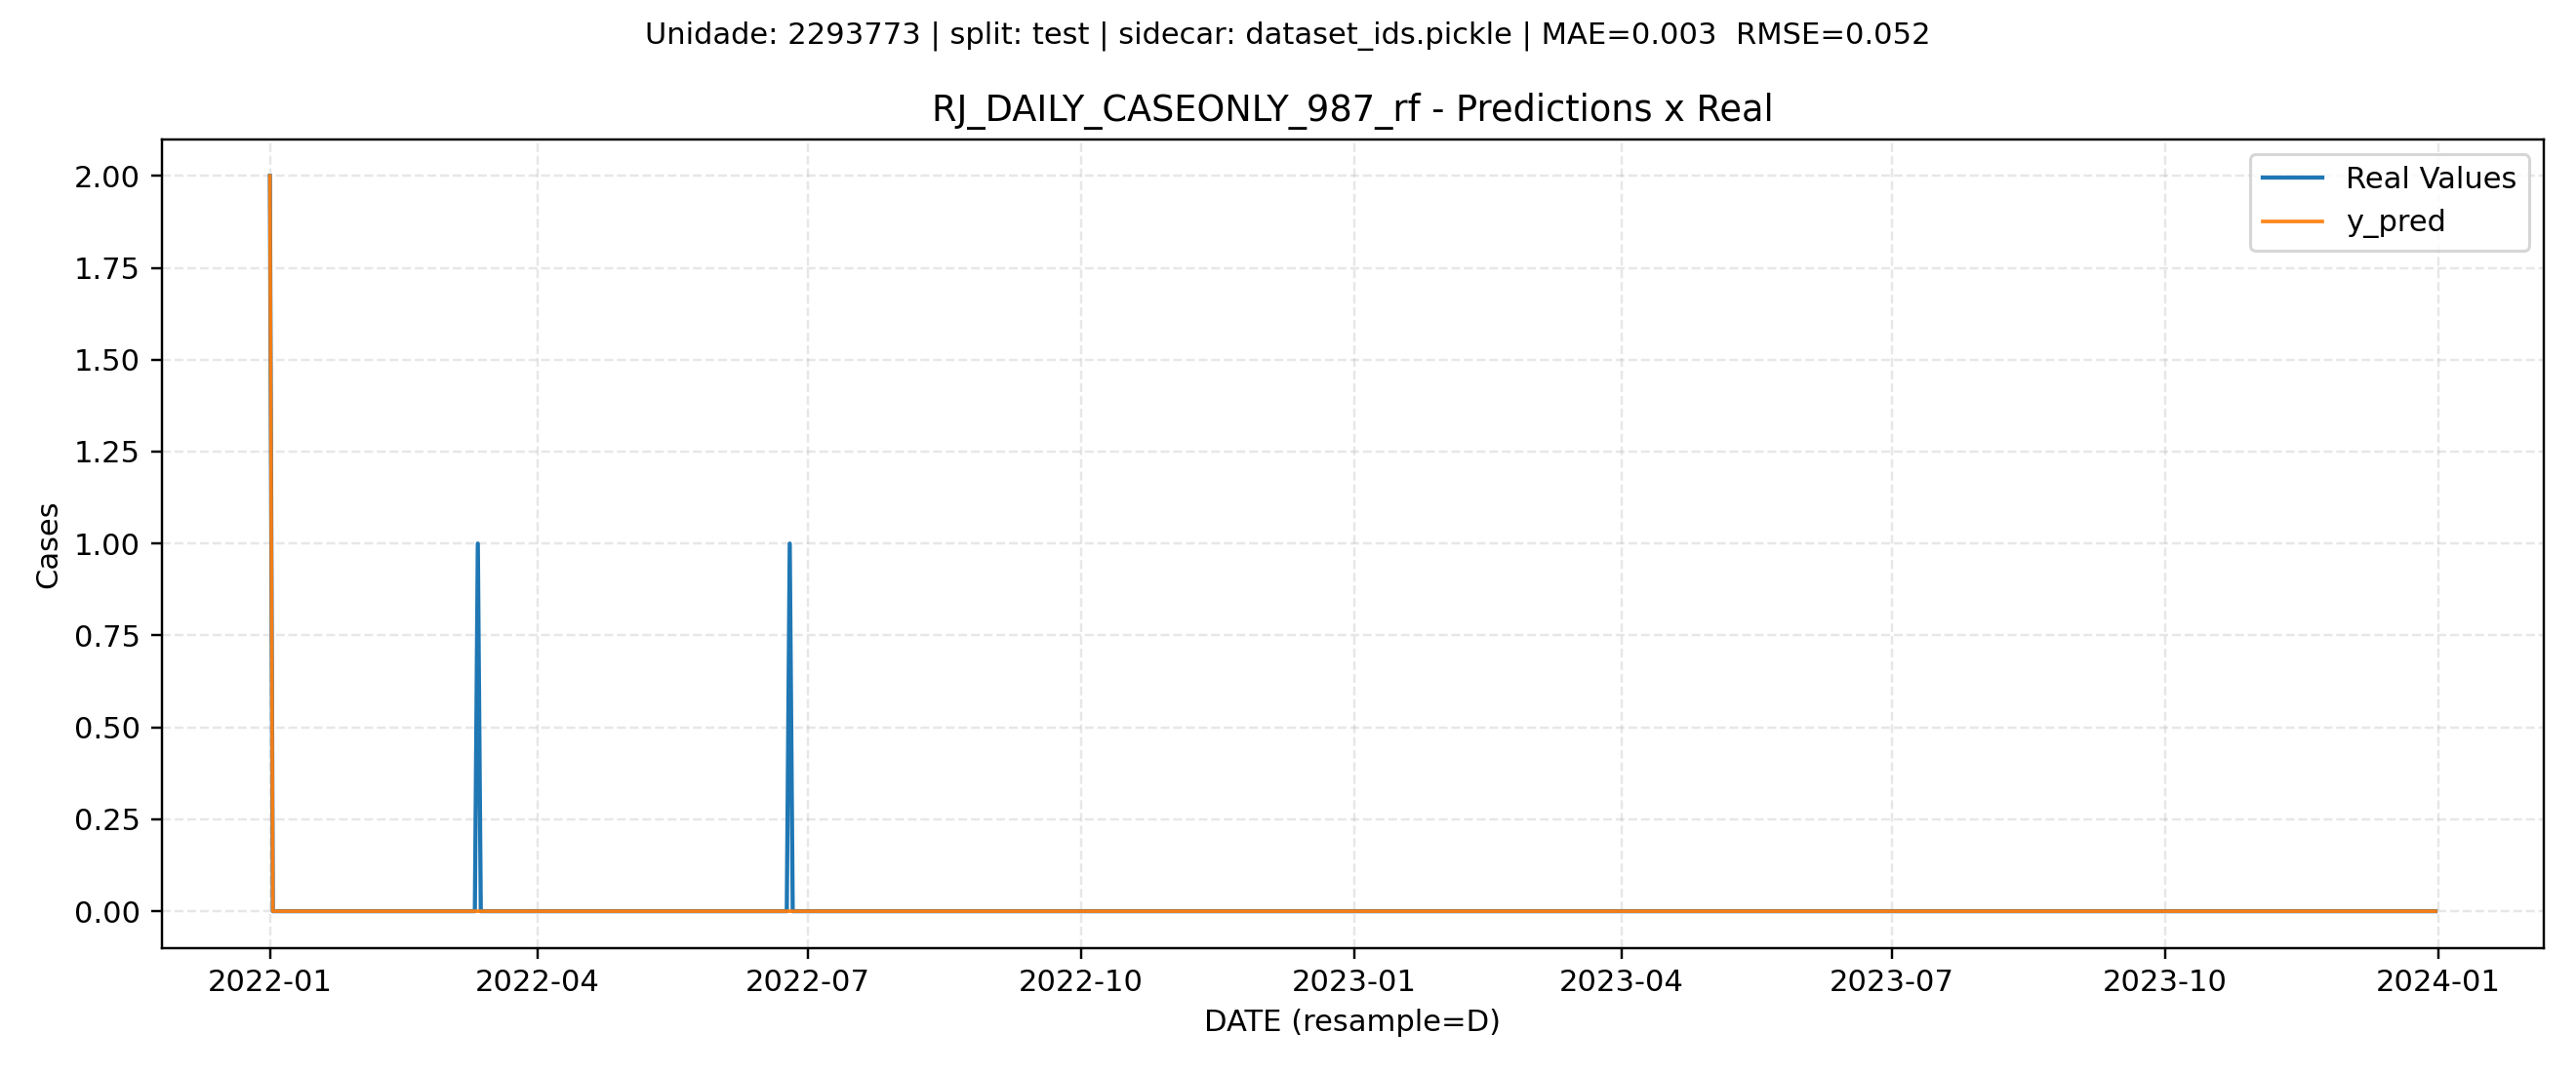 Unidade: 2293773 | split: test | sidecar: dataset_ids.pickle | MAE=0.003  RMSE=0.052
RJ_DAILY_CASEONLY_987_rf - Predictions x Real
Real Values
y_pred
Cases
2.00
1.75
1.50
1.25
1.00
0.75
0.50
0.25
0.00
2022-01 2022-04 2022-07 2022-10 2023-01 2023-04 2023-07 2023-10 2024-01
DATE (resample=D)